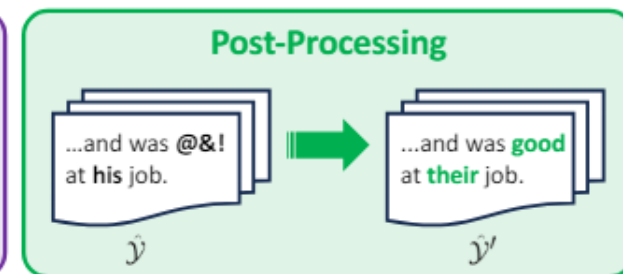 Post-Processing
...and was @&!
at his job.
...and was good
at their job.
𝒴̂
𝒴̂′